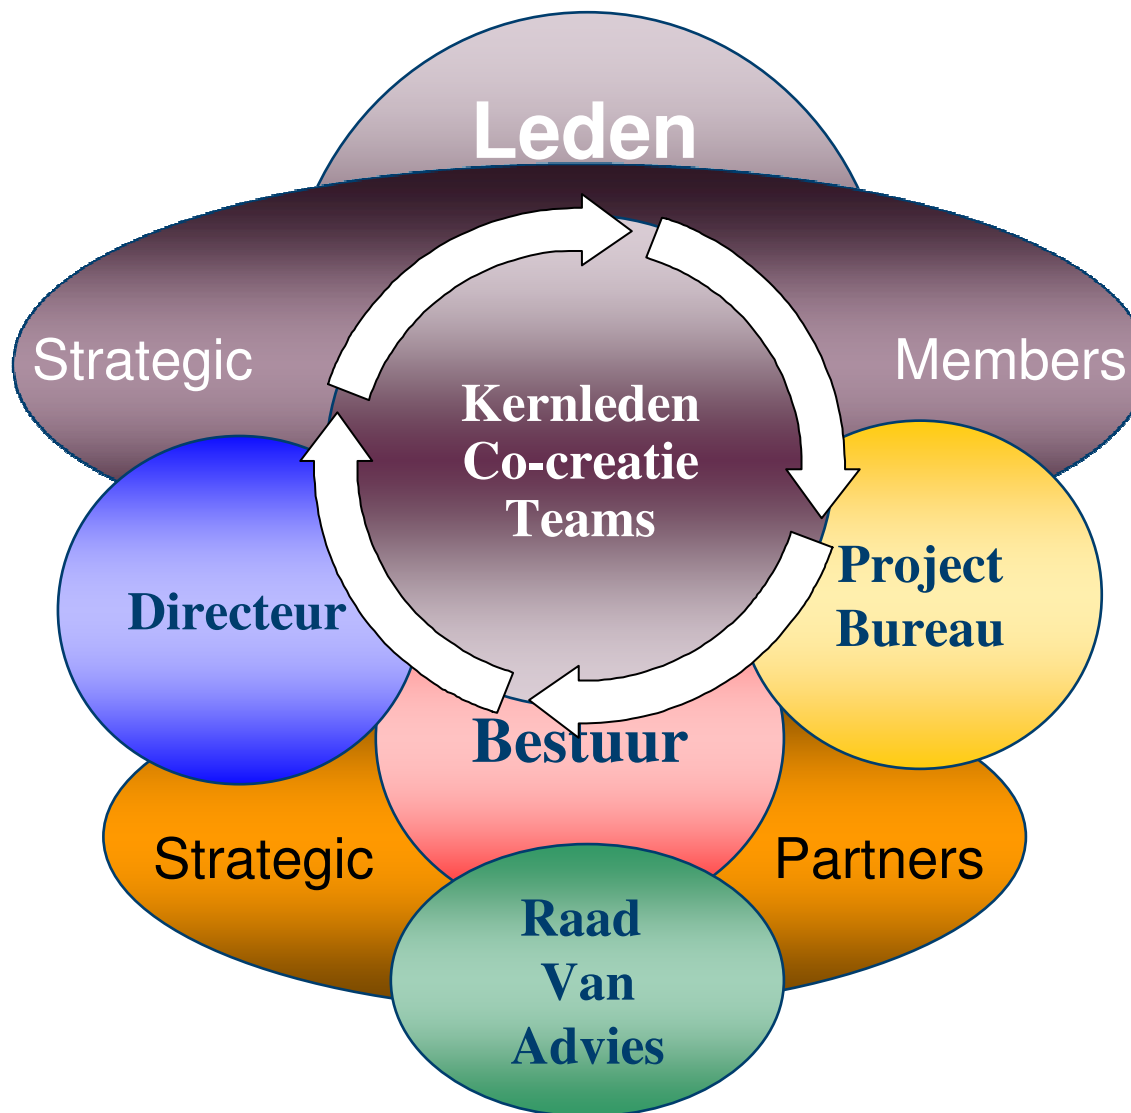 Leden
Strategic
Members
Kernleden
Co-creatie
Teams
Directeur
Project
Bureau
Bestuur
Strategic
Partners
Raad
Van
Advies